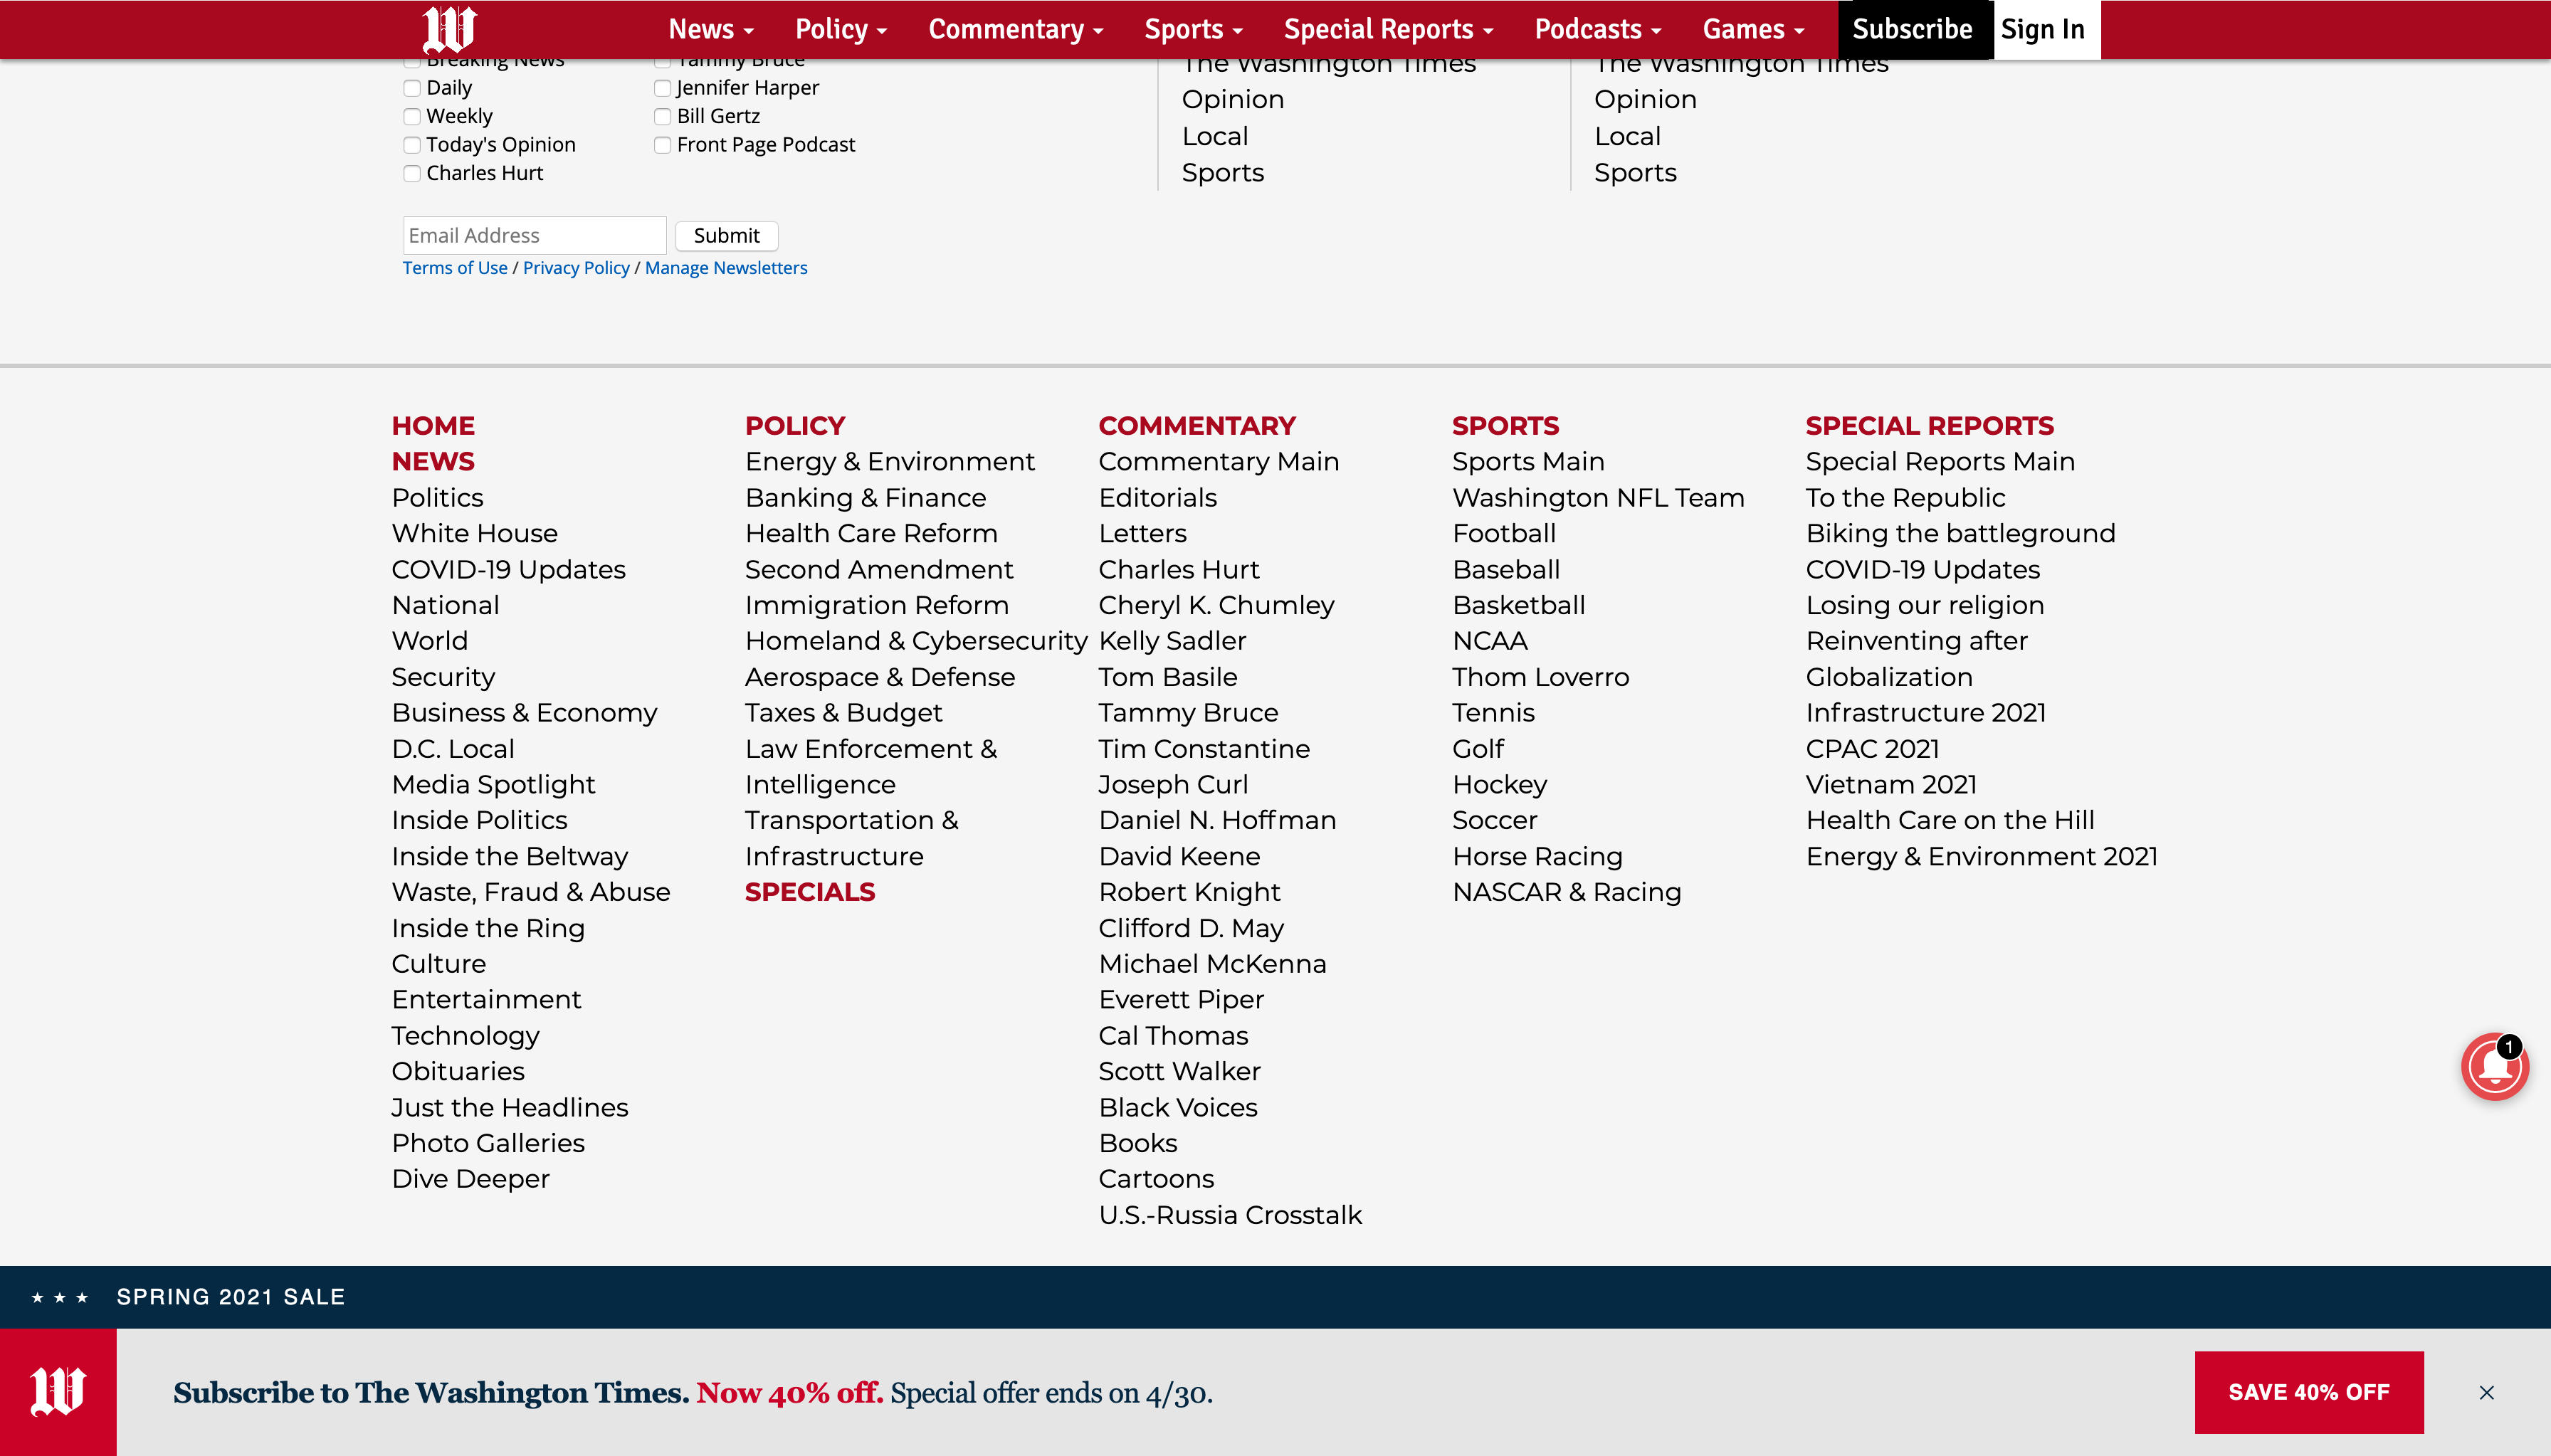 News
Policy
Commentary
Sports
Special Reports
Podcasts
Games
Subscribe
Sign In
Breaking News
Daily
Weekly
Today's Opinion
Charles Hurt
Tammy Bruce
Jennifer Harper
Bill Gertz
Front Page Podcast
Email Address
Submit
Terms of Use / Privacy Policy / Manage Newsletters
The Washington Times
Opinion
Local
Sports
The Washington Times
Opinion
Local
Sports
HOME
NEWS
Politics
White House
COVID-19 Updates
National
World
Security
Business & Economy
D.C. Local
Media Spotlight
Inside Politics
Inside the Beltway
Waste, Fraud & Abuse
Inside the Ring
Culture
Entertainment
Technology
Obituaries
Just the Headlines
Photo Galleries
Dive Deeper
POLICY
Energy & Environment
Banking & Finance
Health Care Reform
Second Amendment
Immigration Reform
Homeland & Cybersecurity
Aerospace & Defense
Taxes & Budget
Law Enforcement &
Intelligence
Transportation &
Infrastructure
SPECIALS
COMMENTARY
Commentary Main
Editorials
Letters
Charles Hurt
Cheryl K. Chumley
Kelly Sadler
Tom Basile
Tammy Bruce
Tim Constantine
Joseph Curl
Daniel N. Hoffman
David Keene
Robert Knight
Clifford D. May
Michael McKenna
Everett Piper
Cal Thomas
Scott Walker
Black Voices
Books
Cartoons
U.S.-Russia Crosstalk
SPORTS
Sports Main
Washington NFL Team
Football
Baseball
Basketball
NCAA
Thom Loverro
Tennis
Golf
Hockey
Soccer
Horse Racing
NASCAR & Racing
SPECIAL REPORTS
Special Reports Main
To the Republic
Biking the battleground
COVID-19 Updates
Losing our religion
Reinventing after
Globalization
Infrastructure 2021
CPAC 2021
Vietnam 2021
Health Care on the Hill
Energy & Environment 2021
1
SPRING 2021 SALE
W
Subscribe to The Washington Times. Now 40% off. Special offer ends on 4/30.
SAVE 40% OFF